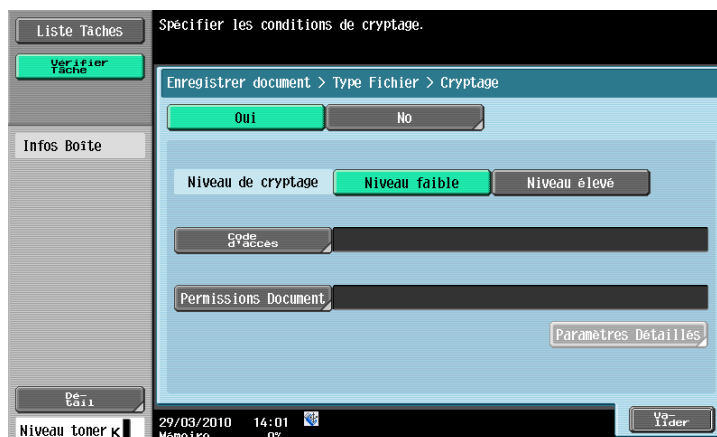 Liste Tâches
Spécifier les conditions de cryptage.
Vérifier
Tâche
Enregistrer document > Type Fichier > Cryptage
Oui
No
Infos Boîte
Niveau de cryptage
Niveau faible
Niveau élevé
Code
d'accès
Permissions Document
Paramètres Détaillés
Dé-
tail
Niveau toner K
29/03/2010 14:01
Mémoire 0%
Va-
lider